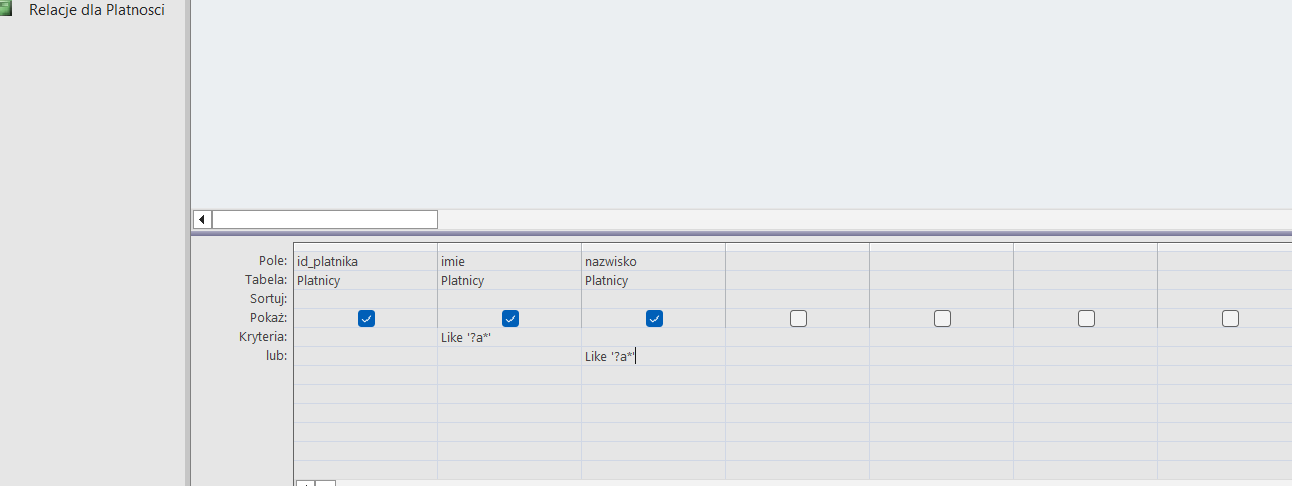 Relacje dla Platnosci
Pole: id_platnika imie nazwisko
Tabela: Platnicy Platnicy Platnicy
Sortuj:
Pokaż:
Kryteria: Like '?a*'
lub: Like '?a*'